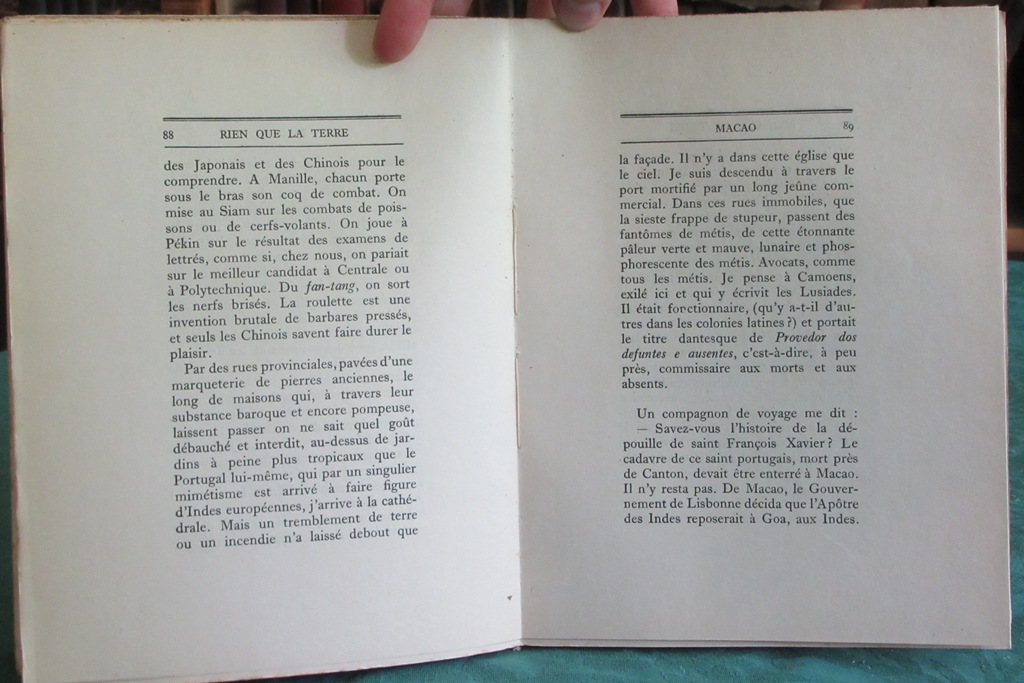 88 RIEN QUE LA TERRE
des Japonais et des Chinois pour le
comprendre. A Manille, chacun porte
sous le bras son coq de combat. On
mise au Siam sur les combats de pois-
sons ou de cerfs-volants. On joue à
Pékin sur le résultat des examens de
lettrés, comme si, chez nous, on pariait
sur le meilleur candidat à Centrale ou
à Polytechnique. Du fan-tang, on sort
les nerfs brisés. La roulette est une
invention brutale de barbares pressés,
et seuls les Chinois savent faire durer le
plaisir.
Par des rues provinciales, pavées d'une
marqueterie de pierres anciennes, le
long de maisons qui, à travers leur
substance baroque et encore pompeuse,
laissent passer on ne sait quel goût
débauché et interdit, au-dessus de jar-
dins à peine plus tropicaux que le
Portugal lui-même, qui par un singulier
mimétisme est arrivé à faire figure
d'Indes européennes, j'arrive à la cathé-
drale. Mais un tremblement de terre
ou un incendie n'a laissé debout que
MACAO 89
la façade. Il n'y a dans cette église que
le ciel. Je suis descendu à travers le
port mortifié par un long jeûne com-
mercial. Dans ces rues immobiles, que
la sieste frappe de stupeur, passent des
fantômes de métis, de cette étonnante
pâleur verte et mauve, lunaire et phos-
phorescente des métis. Avocats, comme
tous les métis. Je pense à Camoens,
exilé ici et qui y écrivit les Lusiades.
Il était fonctionnaire, (qu'y a-t-il d'au-
tres dans les colonies latines ?) et portait
le titre dantesque de Provedor dos
defuntes e ausentes, c'est-à-dire, à peu
près, commissaire aux morts et aux
absents.
Un compagnon de voyage me dit :
— Savez-vous l'histoire de la dé-
pouille de saint François Xavier ? Le
cadavre de ce saint portugais, mort près
de Canton, devait être enterré à Macao.
Il n'y resta pas. De Macao, le Gouver-
nement de Lisbonne décida que l'Apôtre
des Indes reposerait à Goa, aux Indes.